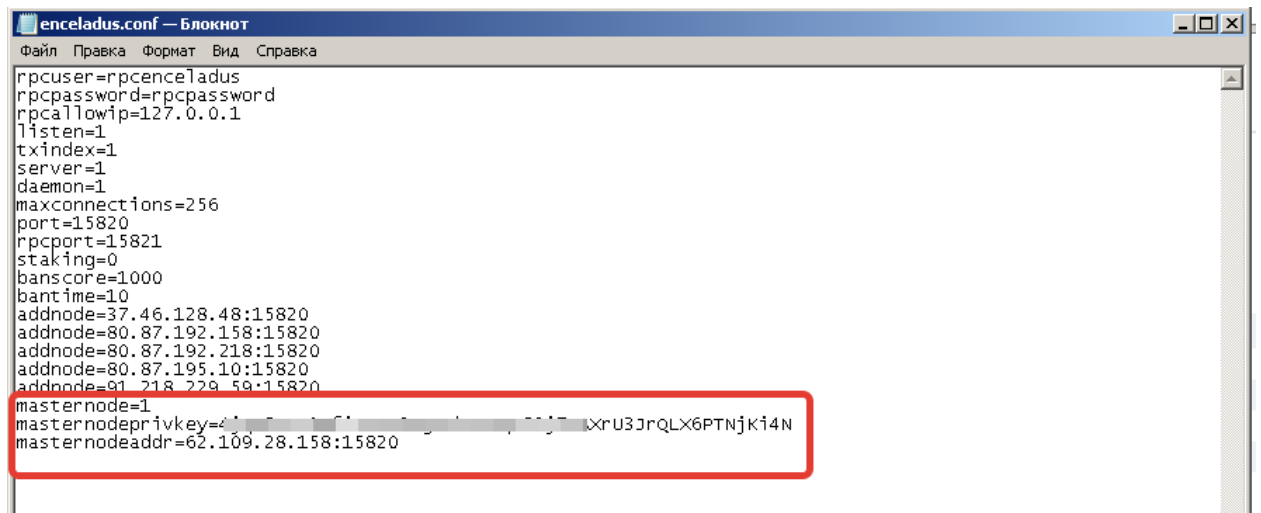 enceladus.conf — Блокнот
Файл Правка Формат Вид Справка
rpcuser=rpcenceladus
rpcpassword=rpcpassword
rpcallowip=127.0.0.1
listen=1
txindex=1
server=1
daemon=1
maxconnections=256
port=15820
rpcport=15821
staking=0
banscore=1000
bantime=10
addnode=37.46.128.48:15820
addnode=80.87.192.158:15820
addnode=80.87.192.218:15820
addnode=80.87.195.10:15820
addnode=91.218.229.59:15820
masternode=1
masternodeprivkey=
masternodeaddr=62.109.28.158:15820